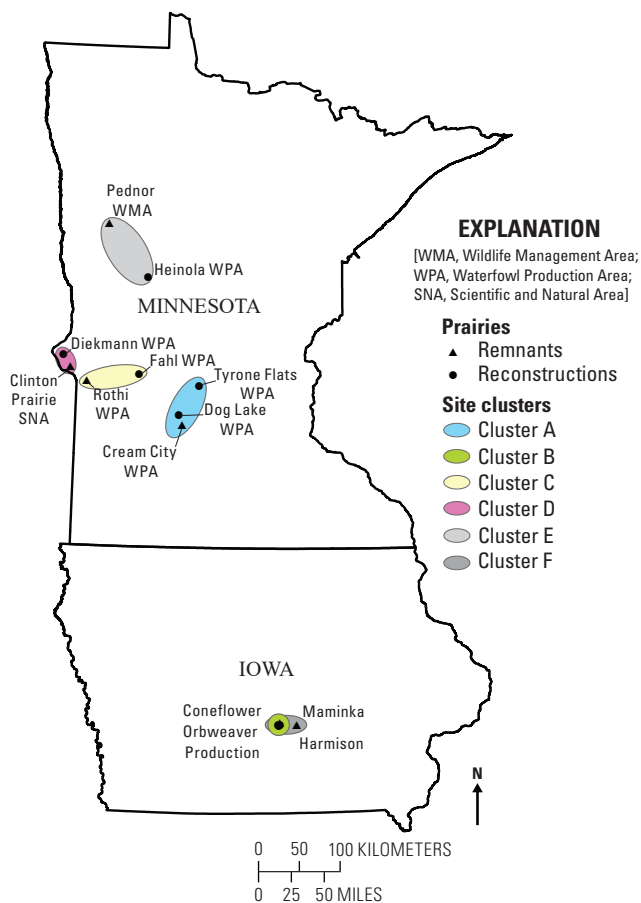 Pednor
WMA
Heinola WPA
MINNESOTA
Diekmann WPA
Fahl WPA
Clinton
Prairie
SNA
Rothi
WPA
Tyrone Flats
WPA
Dog Lake
WPA
Cream City
WPA
IOWA
Coneflower
Orbweaver
Production
Maminka
Harmison
EXPLANATION
[WMA, Wildlife Management Area;
WPA, Waterfowl Production Area;
SNA, Scientific and Natural Area]
Prairies
Remnants
Reconstructions
Site clusters
Cluster A
Cluster B
Cluster C
Cluster D
Cluster E
Cluster F
N
0 50 100 KILOMETERS
0 25 50 MILES